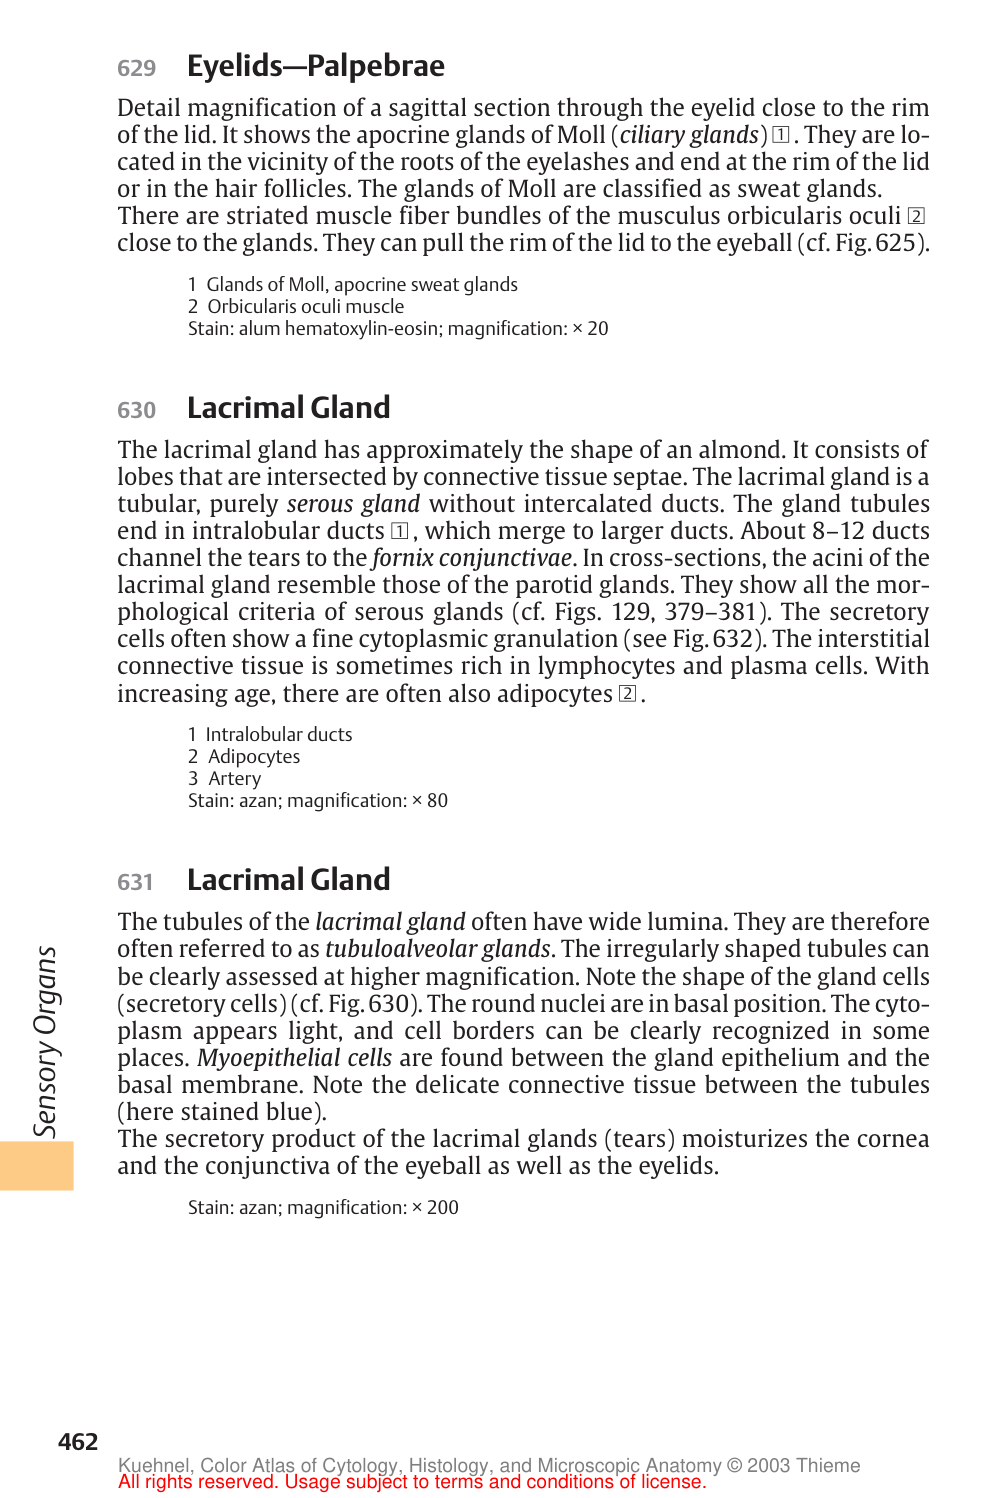 629 Eyelids—Palpebrae
Detail magnification of a sagittal section through the eyelid close to the rim
of the lid. It shows the apocrine glands of Moll (ciliary glands) 1. They are lo-
cated in the vicinity of the roots of the eyelashes and end at the rim of the lid
or in the hair follicles. The glands of Moll are classified as sweat glands.
There are striated muscle fiber bundles of the musculus orbicularis oculi 2
close to the glands. They can pull the rim of the lid to the eyeball (cf. Fig. 625).
1 Glands of Moll, apocrine sweat glands
2 Orbicularis oculi muscle
Stain: alum hematoxylin-eosin; magnification: × 20
630 Lacrimal Gland
The lacrimal gland has approximately the shape of an almond. It consists of
lobes that are intersected by connective tissue septae. The lacrimal gland is a
tubular, purely serous gland without intercalated ducts. The gland tubules
end in intralobular ducts 1, which merge to larger ducts. About 8–12 ducts
channel the tears to the fornix conjunctivae. In cross-sections, the acini of the
lacrimal gland resemble those of the parotid glands. They show all the mor-
phological criteria of serous glands (cf. Figs. 129, 379–381). The secretory
cells often show a fine cytoplasmic granulation (see Fig. 632). The interstitial
connective tissue is sometimes rich in lymphocytes and plasma cells. With
increasing age, there are often also adipocytes 2.
1 Intralobular ducts
2 Adipocytes
3 Artery
Stain: azan; magnification: × 80
631 Lacrimal Gland
The tubules of the lacrimal gland often have wide lumina. They are therefore
often referred to as tubuloalveolar glands. The irregularly shaped tubules can
be clearly assessed at higher magnification. Note the shape of the gland cells
(secretory cells) (cf. Fig. 630). The round nuclei are in basal position. The cyto-
plasm appears light, and cell borders can be clearly recognized in some
places. Myoepithelial cells are found between the gland epithelium and the
basal membrane. Note the delicate connective tissue between the tubules
(here stained blue).
The secretory product of the lacrimal glands (tears) moisturizes the cornea
and the conjunctiva of the eyeball as well as the eyelids.
Stain: azan; magnification: × 200
Sensory Organs
462
Kuehnel, Color Atlas of Cytology, Histology, and Microscopic Anatomy © 2003 Thieme
All rights reserved. Usage subject to terms and conditions of license.